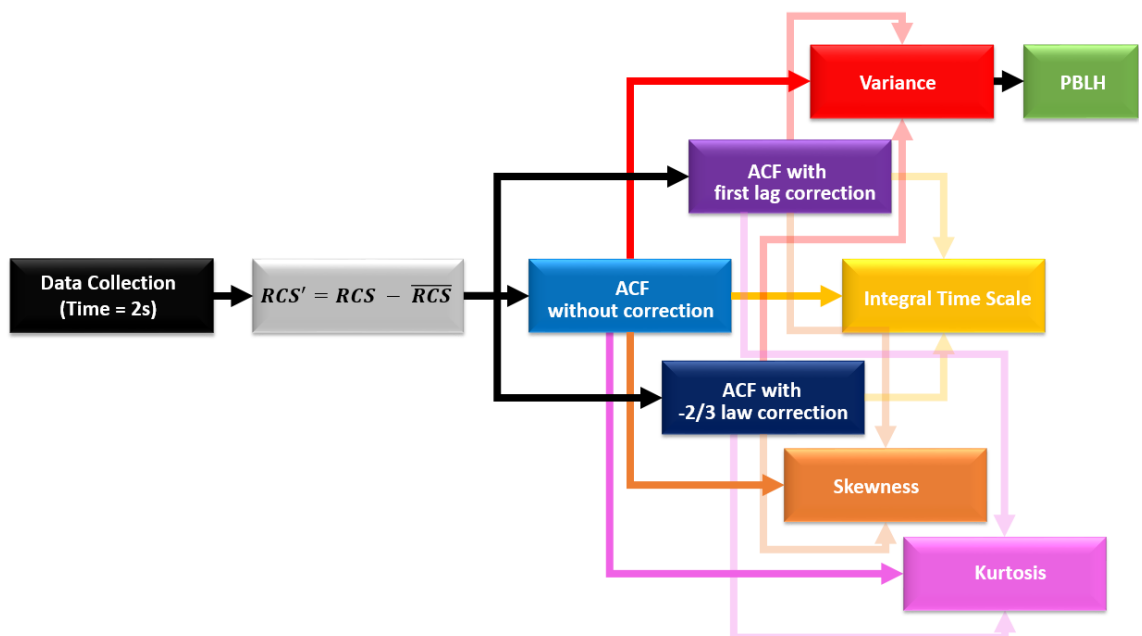 Variance
PBLH
ACF with
first lag correction
Data Collection
(Time = 2s)
RCS′ = RCS − \overline{RCS}
ACF
without correction
Integral Time Scale
ACF with
-2/3 law correction
Skewness
Kurtosis